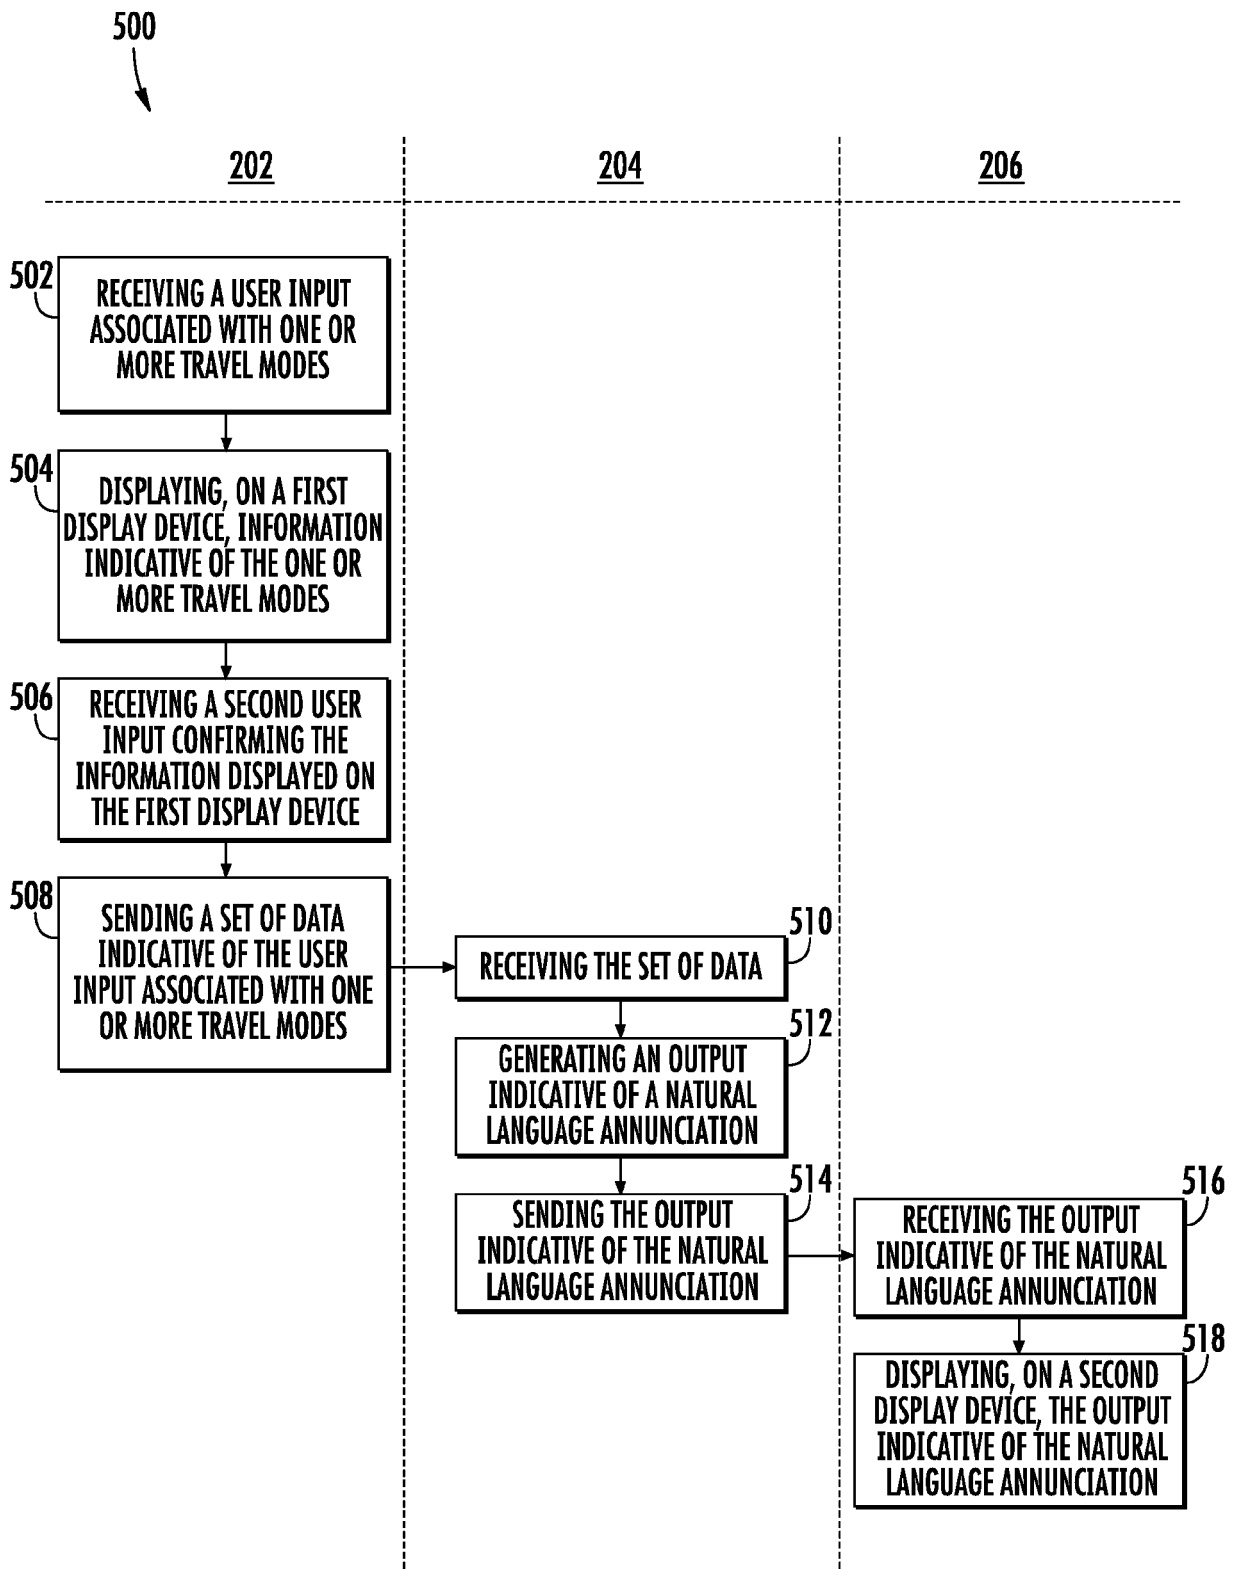 500
202
204
206
502
RECEIVING A USER INPUT
ASSOCIATED WITH ONE OR
MORE TRAVEL MODES
504
DISPLAYING, ON A FIRST
DISPLAY DEVICE, INFORMATION
INDICATIVE OF THE ONE OR
MORE TRAVEL MODES
506
RECEIVING A SECOND USER
INPUT CONFIRMING THE
INFORMATION DISPLAYED ON
THE FIRST DISPLAY DEVICE
508
SENDING A SET OF DATA
INDICATIVE OF THE USER
INPUT ASSOCIATED WITH ONE
OR MORE TRAVEL MODES
510
RECEIVING THE SET OF DATA
512
GENERATING AN OUTPUT
INDICATIVE OF A NATURAL
LANGUAGE ANNUNCIATION
514
SENDING THE OUTPUT
INDICATIVE OF THE NATURAL
LANGUAGE ANNUNCIATION
516
RECEIVING THE OUTPUT
INDICATIVE OF THE NATURAL
LANGUAGE ANNUNCIATION
518
DISPLAYING, ON A SECOND
DISPLAY DEVICE, THE OUTPUT
INDICATIVE OF THE NATURAL
LANGUAGE ANNUNCIATION